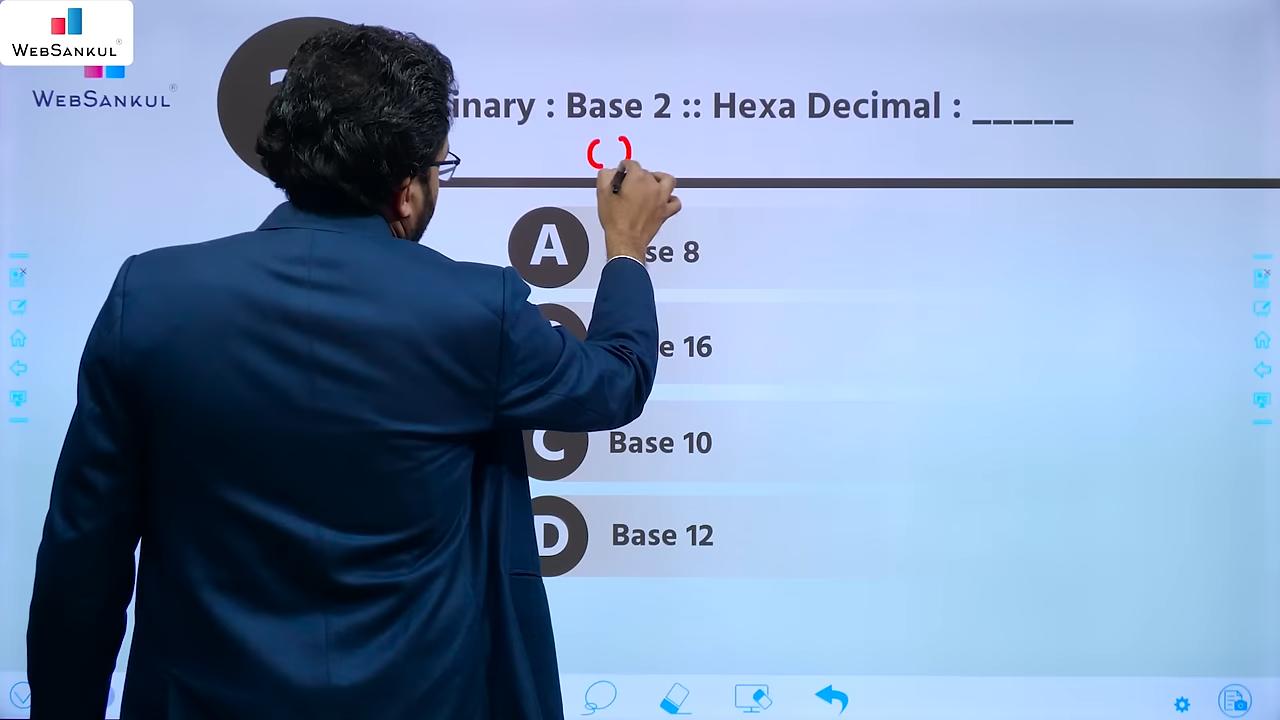 WEBSANKUL
WEBSANKUL
inary : Base 2 :: Hexa Decimal : _____
( )
A
se 8
e 16
C Base 10
D Base 12